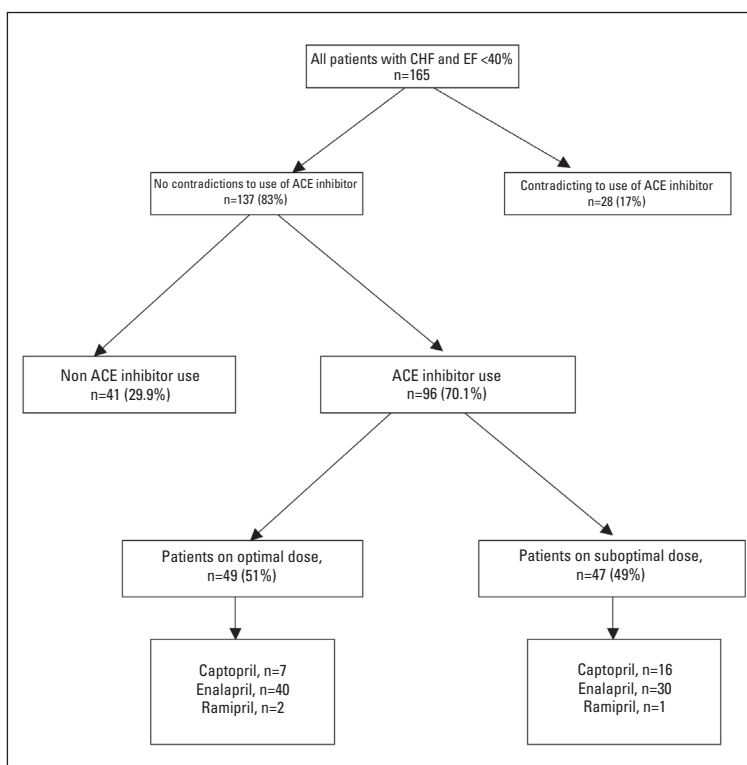 All patients with CHF and EF <40%
n=165
No contradictions to use of ACE inhibitor
n=137 (83%)
Contradicting to use of ACE inhibitor
n=28 (17%)
Non ACE inhibitor use
n=41 (29.9%)
ACE inhibitor use
n=96 (70.1%)
Patients on optimal dose,
n=49 (51%)
Patients on suboptimal dose,
n=47 (49%)
Captopril, n=7
Enalapril, n=40
Ramipril, n=2
Captopril, n=16
Enalapril, n=30
Ramipril, n=1